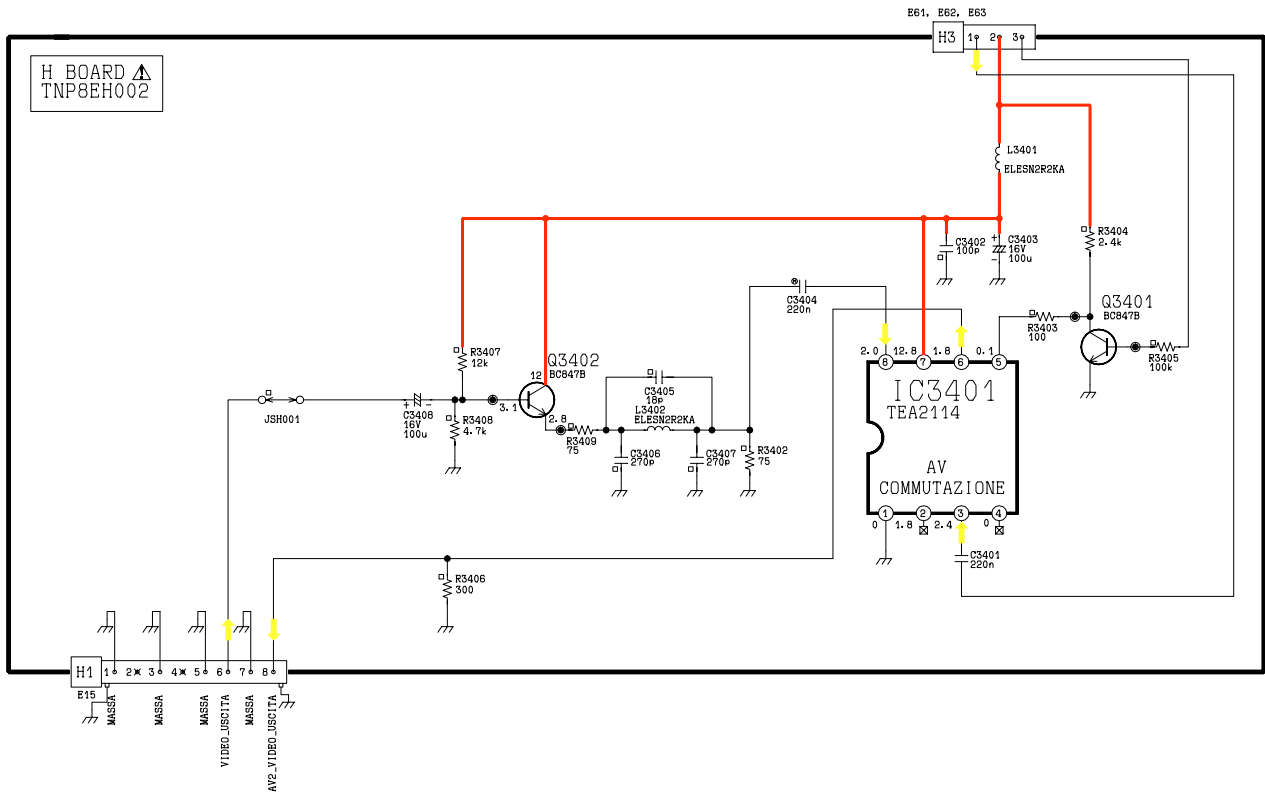 E61, E62, E63
H3 1 2 3
H BOARD ⚠
TNP8EH002
L3401
ELESN2R2KA
C3402
100p
C3403
16V
100u
+
-
R3404
2.4k
C3404
220n
Q3401
BC847B
R3403
100
R3405
100k
2.0 12.8 1.8 0.1
8 7 6 5
IC3401
TEA2114
AV
COMMUTAZIONE
1 2 3 4
0 1.8 2.4 0
C3401
220n
R3407
12k
Q3402
BC847B
12
3.1
2.8
JSH001
+ -
C3408
16V
100u
R3408
4.7k
R3409
75
C3405
18p
L3402
ELESN2R2KA
C3406
270p
C3407
270p
R3402
75
R3406
300
H1 1 2 3 4 5 6 7 8
E15
MASSA
MASSA
MASSA
VIDEO_USCITA
MASSA
AV2_VIDEO_USCITA